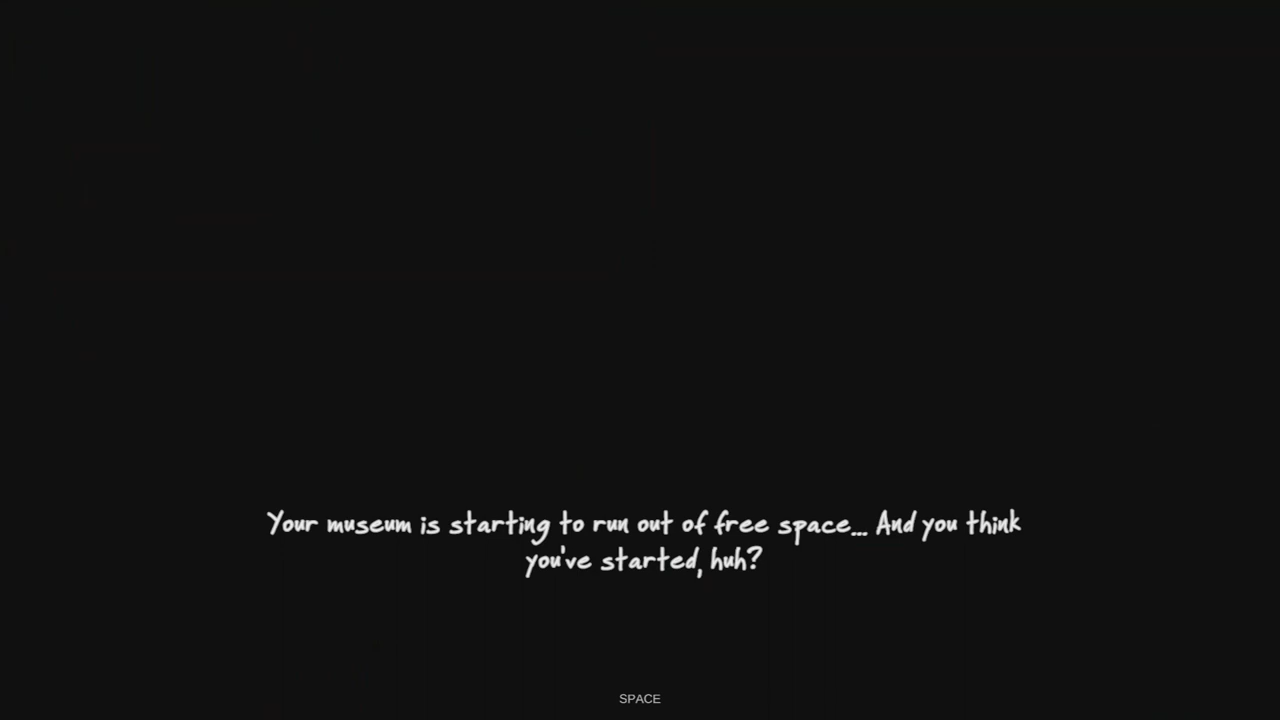 Your museum is starting to run out of free space... And you think
you've started, huh?
SPACE